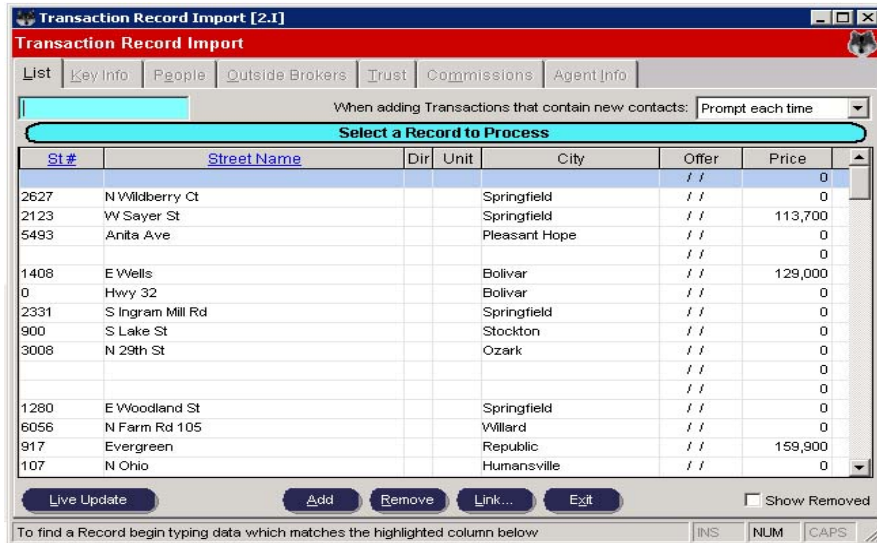 Transaction Record Import [2.I]
Transaction Record Import
List Key Info People Outside Brokers Trust Commissions Agent Info
When adding Transactions that contain new contacts: Prompt each time
Select a Record to Process
St# Street Name Dir Unit City Offer Price
/ / 0
2627 N Wildberry Ct Springfield / / 0
2123 W Sayer St Springfield / / 113,700
5493 Anita Ave Pleasant Hope / / 0
/ / 0
1408 E Wells Bolivar / / 129,000
0 Hwy 32 Bolivar / / 0
2331 S Ingram Mill Rd Springfield / / 0
900 S Lake St Stockton / / 0
3008 N 29th St Ozark / / 0
/ / 0
/ / 0
1280 E Woodland St Springfield / / 0
6056 N Farm Rd 105 Willard / / 0
917 Evergreen Republic / / 159,900
107 N Ohio Humansville / / 0
Live Update Add Remove Link... Exit Show Removed
To find a Record begin typing data which matches the highlighted column below INS NUM CAPS